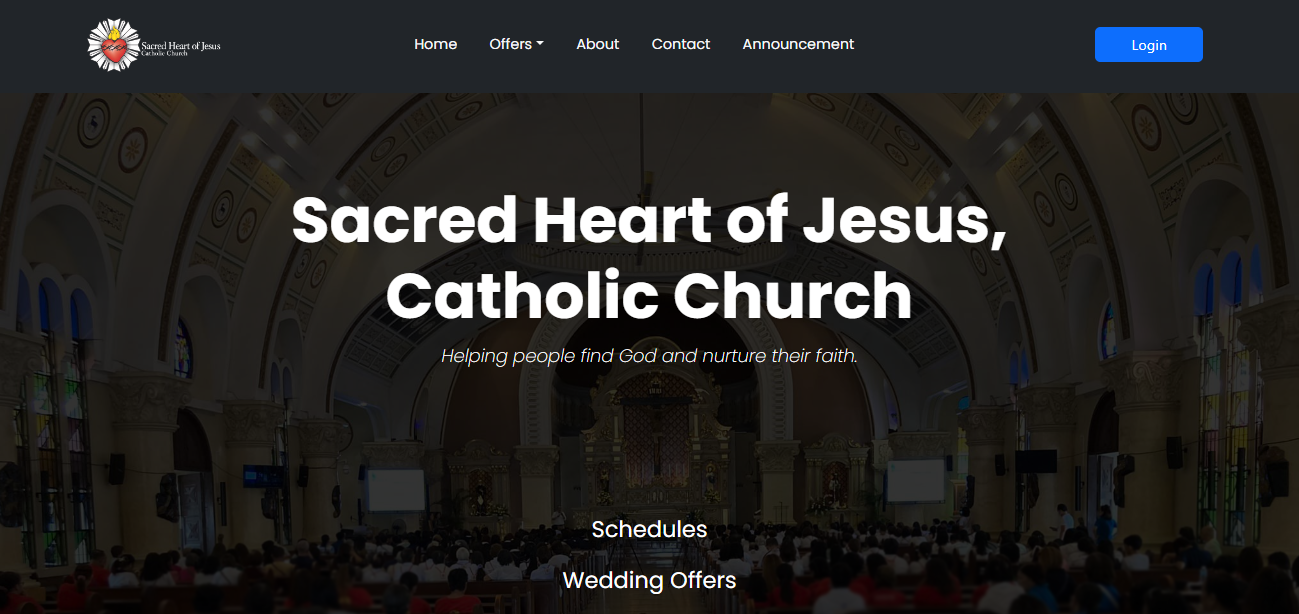 Sacred Heart of Jesus
Catholic Church
Home
Offers
About
Contact
Announcement
Login
Sacred Heart of Jesus,
Catholic Church
Helping people find God and nurture their faith.
Schedules
Wedding Offers